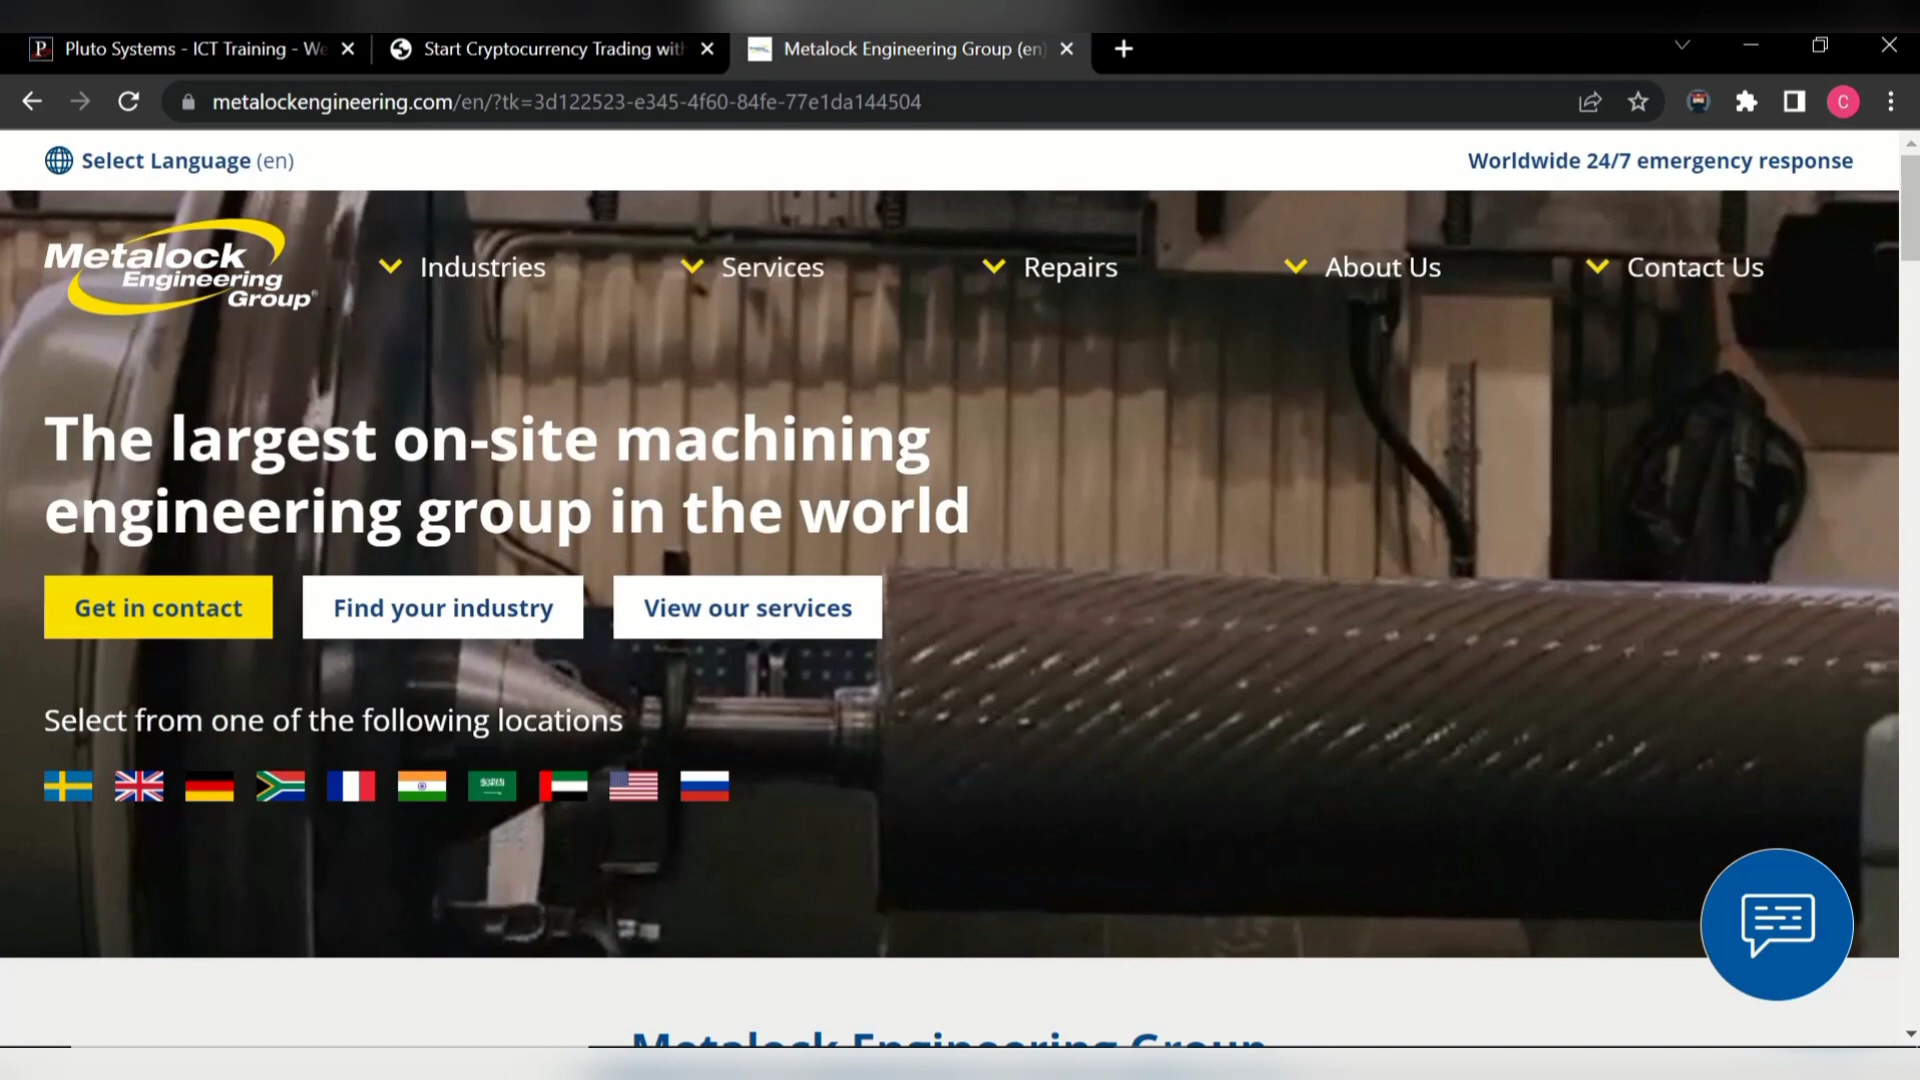 Pluto Systems - ICT Training - We
Start Cryptocurrency Trading with
Metalock Engineering Group (en)
metalockengineering.com/en/?tk=3d122523-e345-4f60-84fe-77e1da144504
C
Select Language (en)
Worldwide 24/7 emergency response
Metalock
Engineering
Group®
Industries
Services
Repairs
About Us
Contact Us
The largest on-site machining
engineering group in the world
Get in contact
Find your industry
View our services
Select from one of the following locations
Metalock Engineering Group